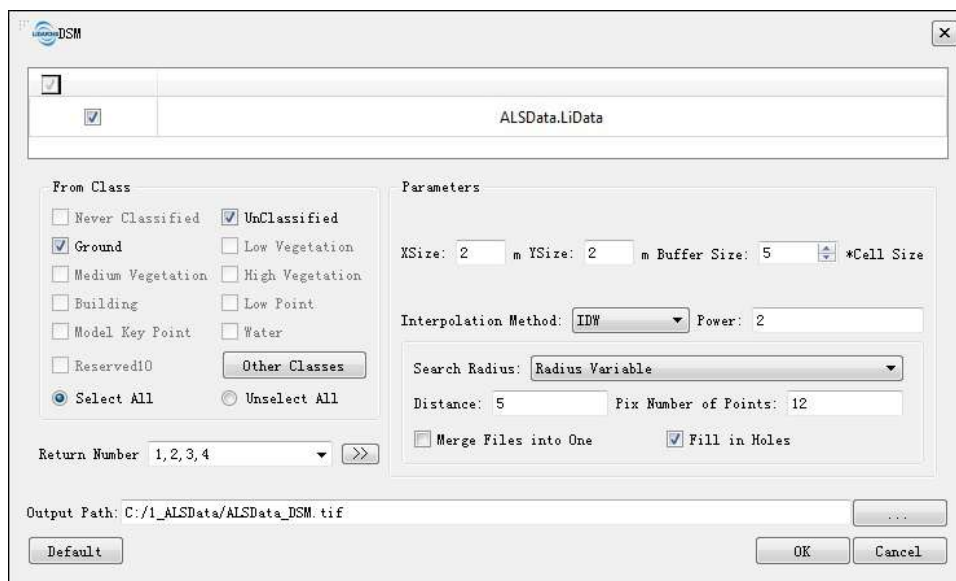 LiDAR360 DSM
ALSData.LiData
From Class
Never Classified UnClassified
Ground Low Vegetation
Medium Vegetation High Vegetation
Building Low Point
Model Key Point Water
Reserved10 Other Classes
Select All Unselect All
Return Number 1,2,3,4 >>
Parameters
XSize: 2 m YSize: 2 m Buffer Size: 5 *Cell Size
Interpolation Method: IDW Power: 2
Search Radius: Radius Variable
Distance: 5 Pix Number of Points: 12
Merge Files into One Fill in Holes
Output Path: C:/1_ALSData/ALSData_DSM.tif ...
Default OK Cancel